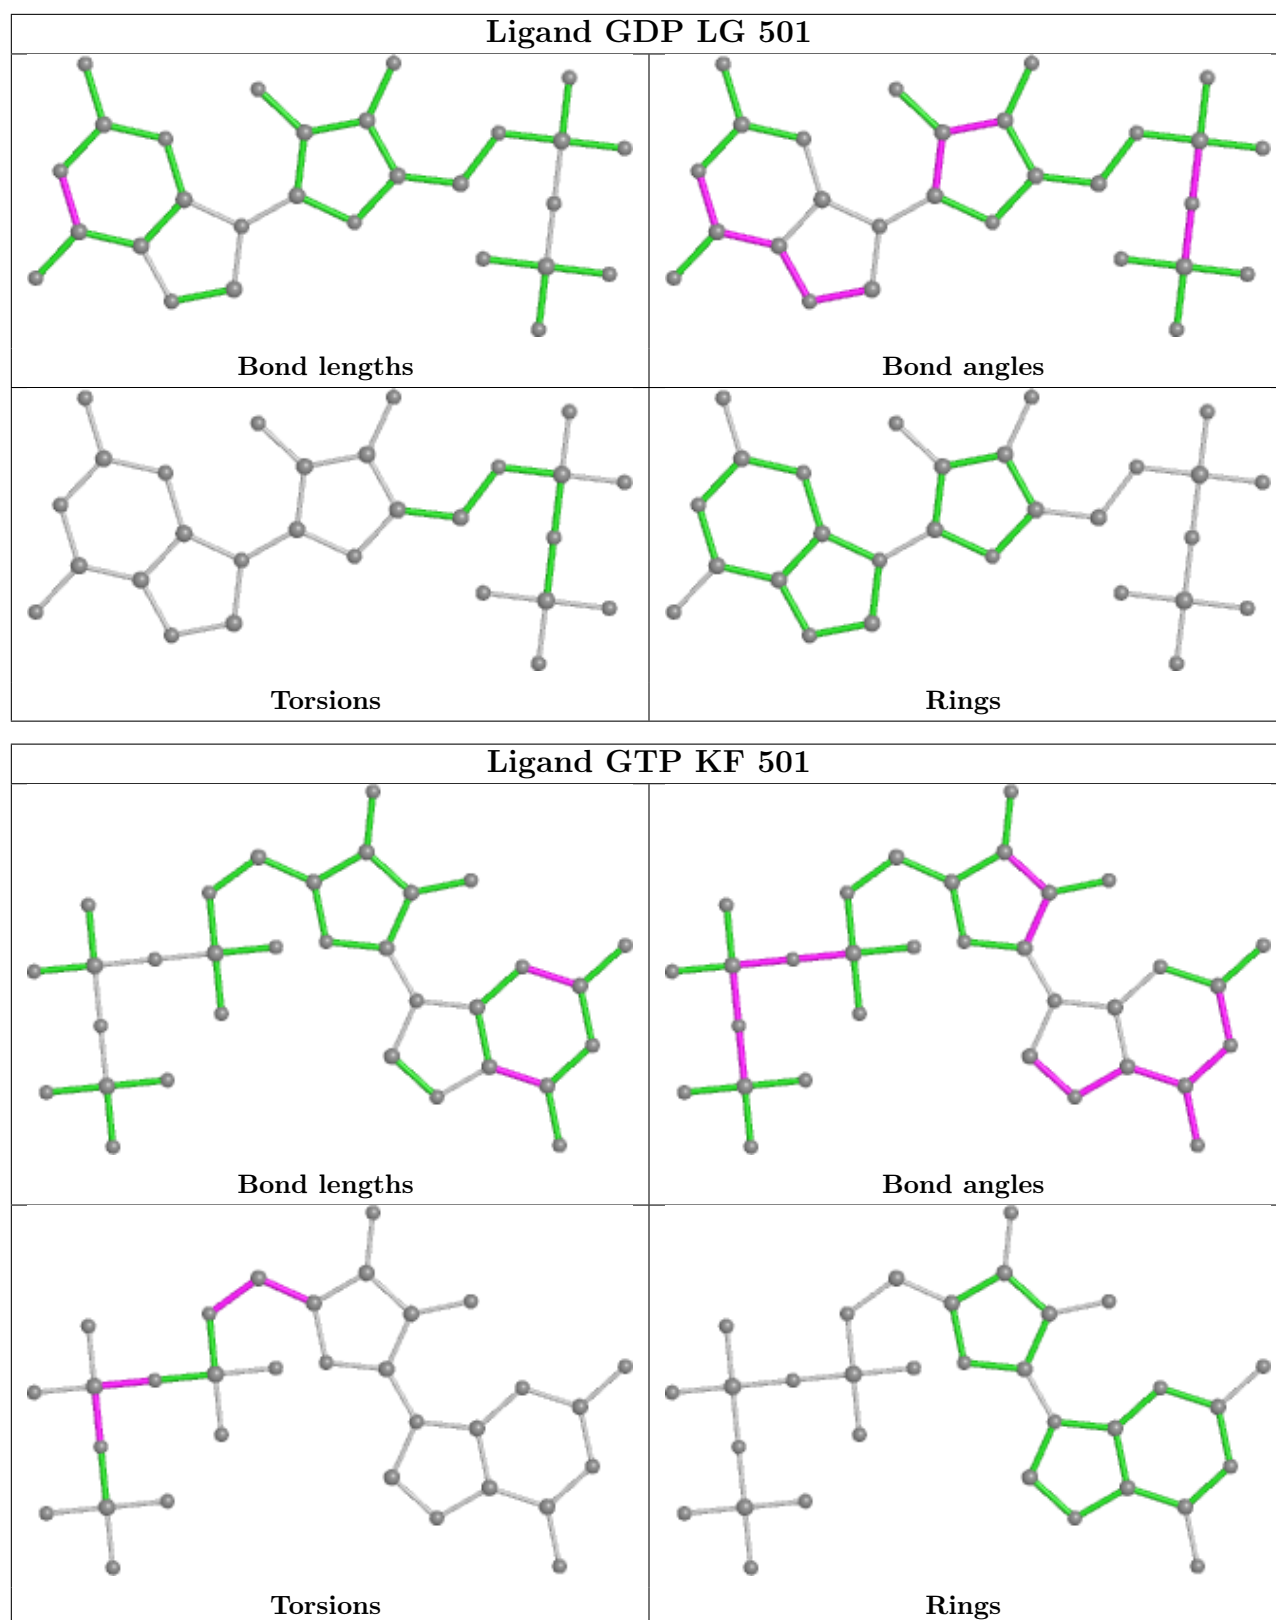 Ligand GDP LG 501
Bond lengths
Bond angles
Torsions
Rings
Ligand GTP KF 501
Bond lengths
Bond angles
Torsions
Rings